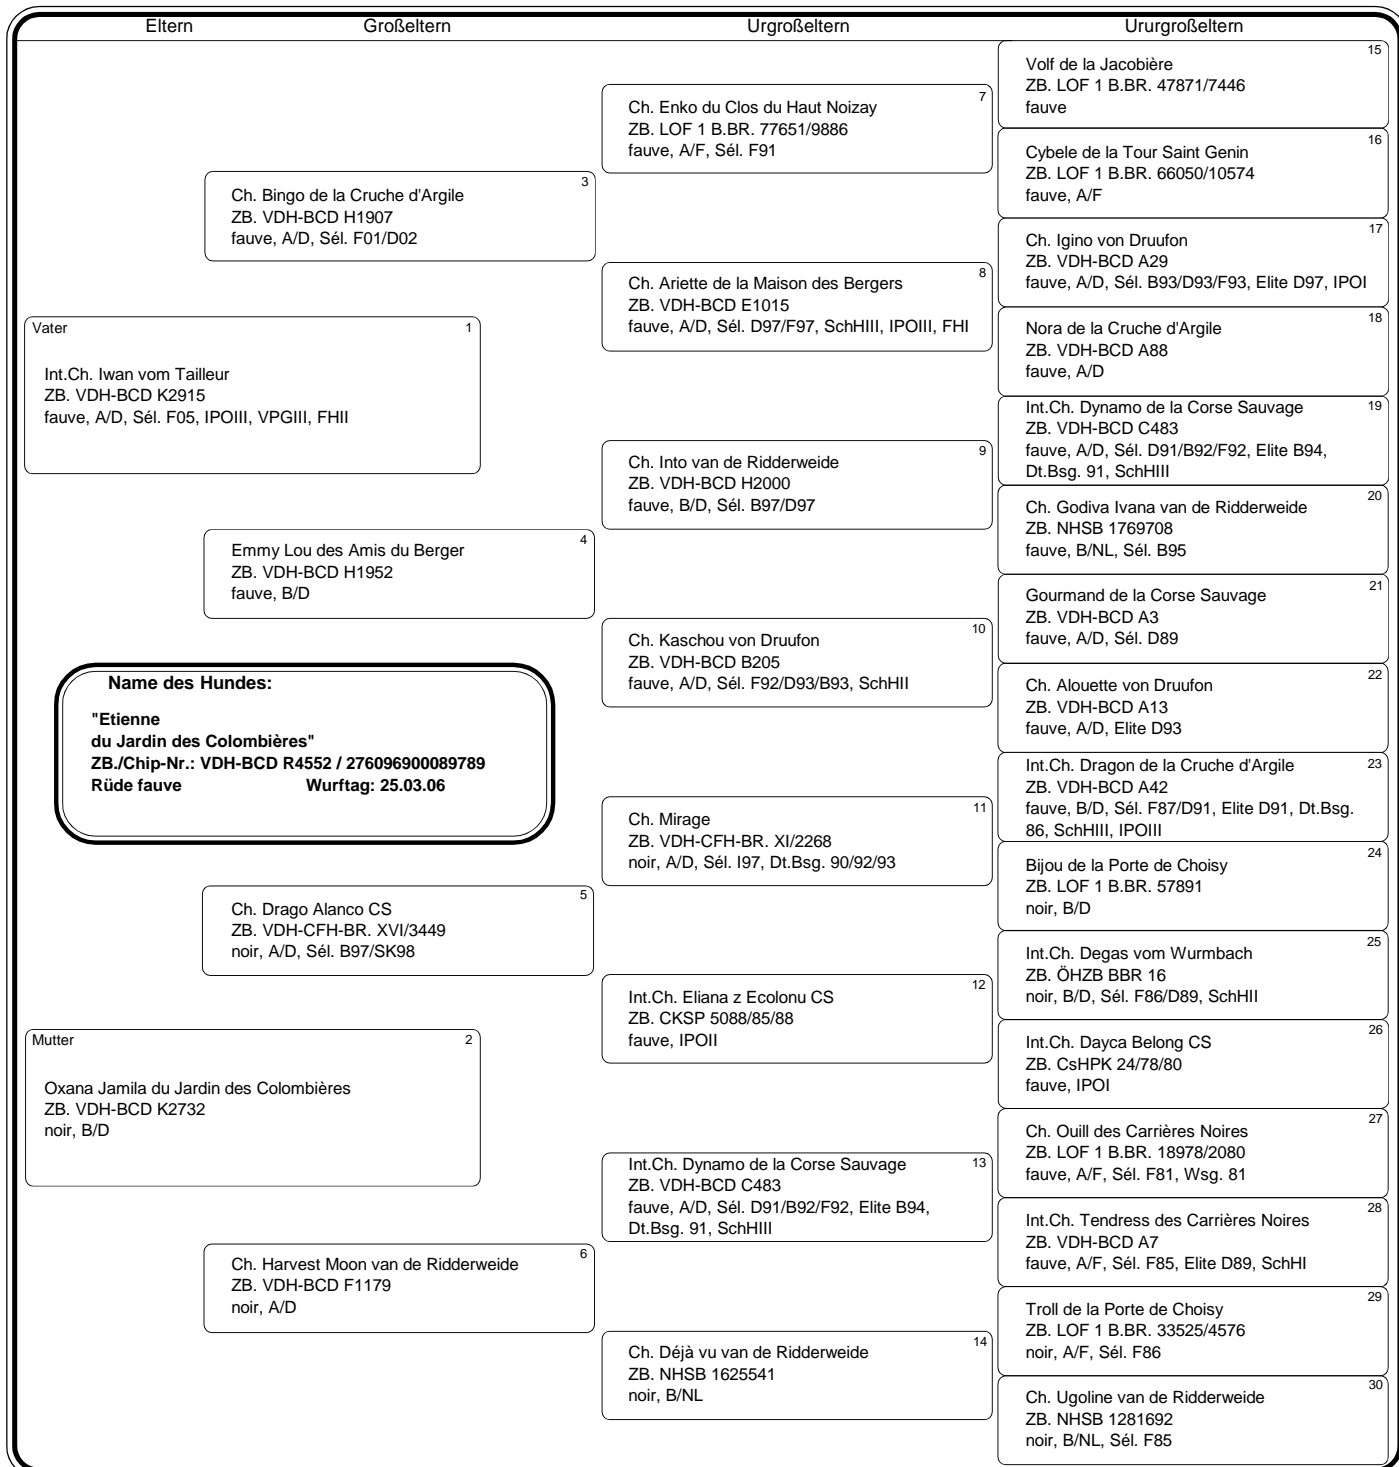 Eltern
Großeltern
Urgroßeltern
Ururgroßeltern
Vater
1
Int.Ch. Iwan vom Tailleur
ZB. VDH-BCD K2915
fauve, A/D, Sél. F05, IPOIII, VPGIII, FHII
Mutter
2
Oxana Jamila du Jardin des Colombières
ZB. VDH-BCD K2732
noir, B/D
Name des Hundes:
"Etienne
du Jardin des Colombières"
ZB./Chip-Nr.: VDH-BCD R4552 / 276096900089789
Rüde fauve Wurftag: 25.03.06
3
Ch. Bingo de la Cruche d'Argile
ZB. VDH-BCD H1907
fauve, A/D, Sél. F01/D02
4
Emmy Lou des Amis du Berger
ZB. VDH-BCD H1952
fauve, B/D
5
Ch. Drago Alanco CS
ZB. VDH-CFH-BR. XVI/3449
noir, A/D, Sél. B97/SK98
6
Ch. Harvest Moon van de Ridderweide
ZB. VDH-BCD F1179
noir, A/D
7
Ch. Enko du Clos du Haut Noizay
ZB. LOF 1 B.BR. 77651/9886
fauve, A/F, Sél. F91
8
Ch. Ariette de la Maison des Bergers
ZB. VDH-BCD E1015
fauve, A/D, Sél. D97/F97, SchHIII, IPOIII, FHI
9
Ch. Into van de Ridderweide
ZB. VDH-BCD H2000
fauve, B/D, Sél. B97/D97
10
Ch. Kaschou von Druufon
ZB. VDH-BCD B205
fauve, A/D, Sél. F92/D93/B93, SchHII
11
Ch. Mirage
ZB. VDH-CFH-BR. XI/2268
noir, A/D, Sél. I97, Dt.Bsg. 90/92/93
12
Int.Ch. Eliana z Ecolonu CS
ZB. CKSP 5088/85/88
fauve, IPOII
13
Int.Ch. Dynamo de la Corse Sauvage
ZB. VDH-BCD C483
fauve, A/D, Sél. D91/B92/F92, Elite B94,
Dt.Bsg. 91, SchHIII
14
Ch. Déjà vu van de Ridderweide
ZB. NHSB 1625541
noir, B/NL
15
Volf de la Jacobière
ZB. LOF 1 B.BR. 47871/7446
fauve
16
Cybele de la Tour Saint Genin
ZB. LOF 1 B.BR. 66050/10574
fauve, A/F
17
Ch. Igino von Druufon
ZB. VDH-BCD A29
fauve, A/D, Sél. B93/D93/F93, Elite D97, IPOI
18
Nora de la Cruche d'Argile
ZB. VDH-BCD A88
fauve, A/D
19
Int.Ch. Dynamo de la Corse Sauvage
ZB. VDH-BCD C483
fauve, A/D, Sél. D91/B92/F92, Elite B94,
Dt.Bsg. 91, SchHIII
20
Ch. Godiva Ivana van de Ridderweide
ZB. NHSB 1769708
fauve, B/NL, Sél. B95
21
Gourmand de la Corse Sauvage
ZB. VDH-BCD A3
fauve, A/D, Sél. D89
22
Ch. Alouette von Druufon
ZB. VDH-BCD A13
fauve, A/D, Elite D93
23
Int.Ch. Dragon de la Cruche d'Argile
ZB. VDH-BCD A42
fauve, B/D, Sél. F87/D91, Elite D91, Dt.Bsg.
86, SchHIII, IPOIII
24
Bijou de la Porte de Choisy
ZB. LOF 1 B.BR. 57891
noir, B/D
25
Int.Ch. Degas vom Wurmbach
ZB. ÖHZB BBR 16
noir, B/D, Sél. F86/D89, SchHII
26
Int.Ch. Dayca Belong CS
ZB. CsHPK 24/78/80
fauve, IPOI
27
Ch. Ouill des Carrières Noires
ZB. LOF 1 B.BR. 18978/2080
fauve, A/F, Sél. F81, Wsg. 81
28
Int.Ch. Tendress des Carrières Noires
ZB. VDH-BCD A7
fauve, A/F, Sél. F85, Elite D89, SchHI
29
Troll de la Porte de Choisy
ZB. LOF 1 B.BR. 33525/4576
noir, A/F, Sél. F86
30
Ch. Ugoline van de Ridderweide
ZB. NHSB 1281692
noir, B/NL, Sél. F85